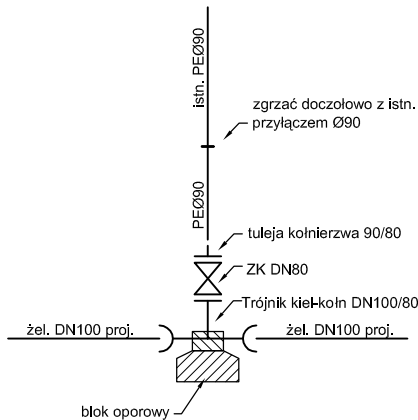 istn. PEØ90
zgrzać doczołowo z istn.
przyłączem Ø90
PEØ90
tuleja kołnierzwa 90/80
ZK DN80
Trójnik kiel-kołn DN100/80
żel. DN100 proj.
żel. DN100 proj.
blok oporowy